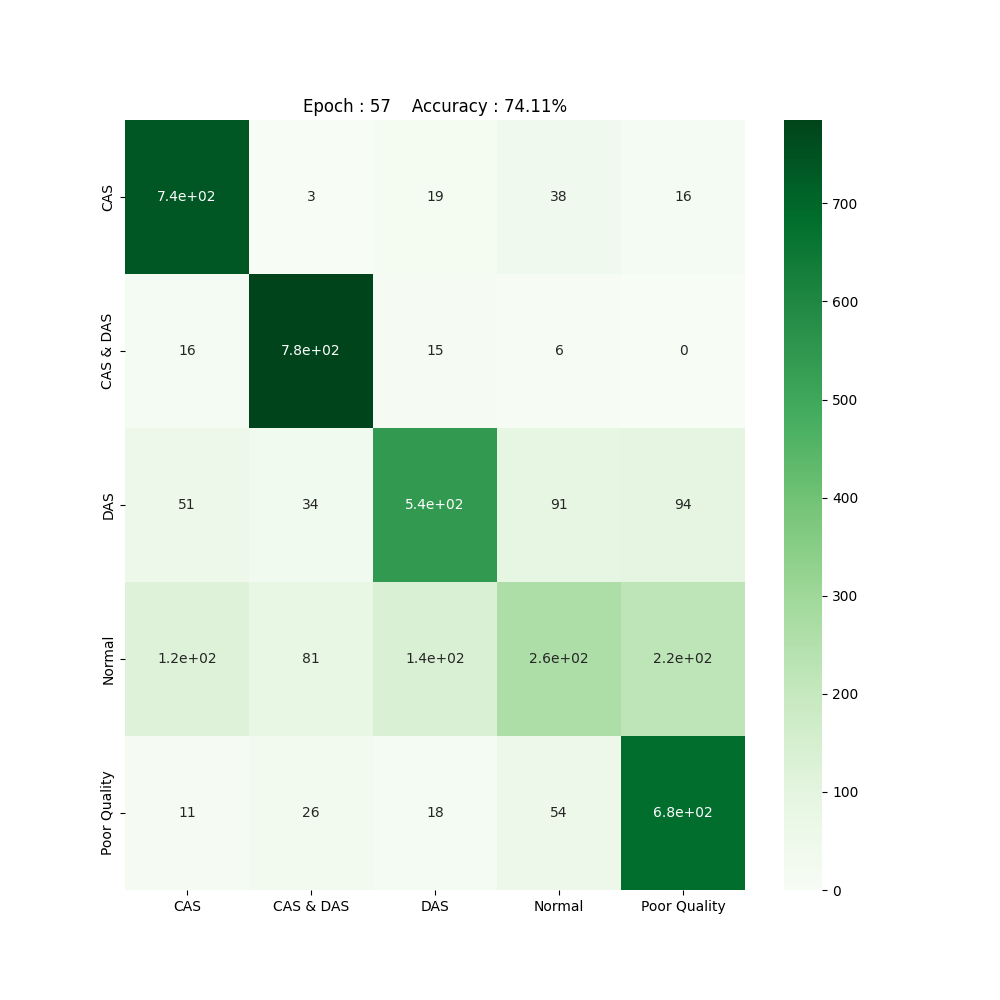 Epoch : 57    Accuracy : 74.11%
CAS 7.4e+02 3 19 38 16
CAS & DAS 16 7.8e+02 15 6 0
DAS 51 34 5.4e+02 91 94
Normal 1.2e+02 81 1.4e+02 2.6e+02 2.2e+02
Poor Quality 11 26 18 54 6.8e+02
CAS CAS & DAS DAS Normal Poor Quality
700
600
500
400
300
200
100
0